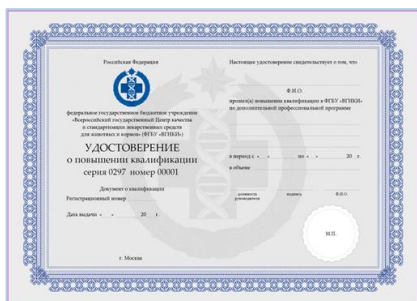 Российская Федерация
федеральное государственное бюджетное учреждение
«Всероссийский государственный Центр качества
и стандартизации лекарственных средств
для животных и кормов» (ФГБУ «ВГНКИ»)
УДОСТОВЕРЕНИЕ
о повышении квалификации
серия 0297 номер 00001
Документ о квалификации
Регистрационный номер
Дата выдачи « » 20 г.
г. Москва
Настоящее удостоверение свидетельствует о том, что
Ф.И.О.
прошел(а) повышение квалификации в ФГБУ «ВГНКИ»
по дополнительной профессиональной программе
в период с « » по « » 20 г.
в объеме
должность подпись Ф.И.О.
руководителя
М.П.